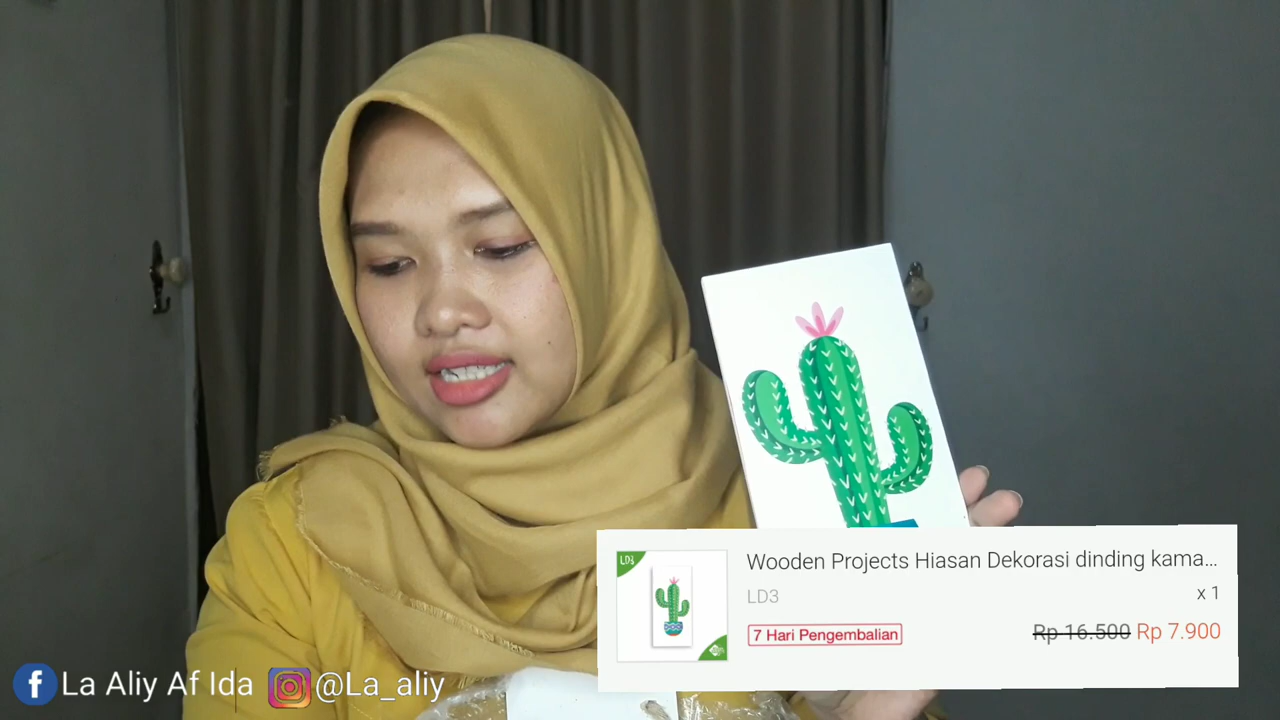 LD3
Wooden Projects Hiasan Dekorasi dinding kama...
LD3
x 1
7 Hari Pengembalian
Rp 16.500 Rp 7.900
La Aliy Af Ida @La_aliy